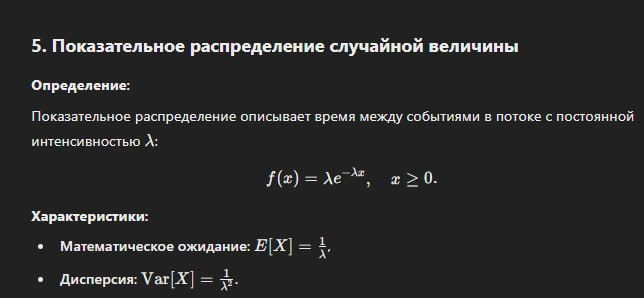 5. Показательное распределение случайной величины
Определение:
Показательное распределение описывает время между событиями в потоке с постоянной
интенсивностью λ:
f(x) = λe^{−λx}, x ≥ 0.
Характеристики:
• Математическое ожидание: E[X] = 1/λ,
• Дисперсия: Var[X] = 1/λ².